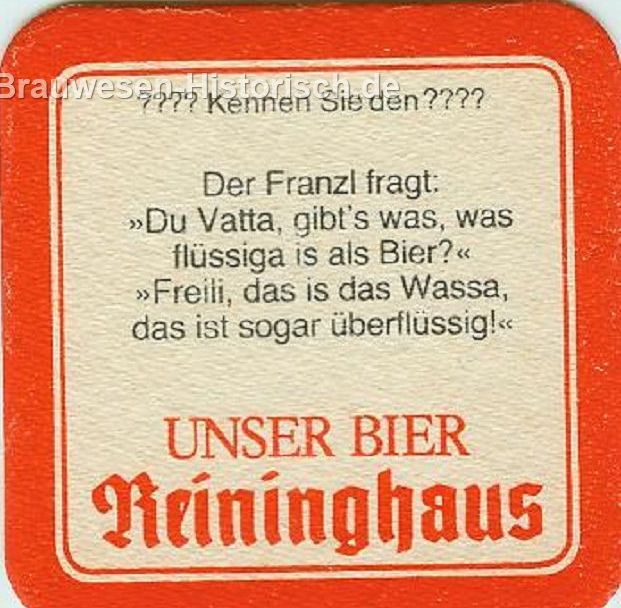 Brauwesen-Historisch.de
???? Kennen Sie den????
Der Franzl fragt:
»Du Vatta, gibt's was, was
flüssiga is als Bier?«
»Freili, das is das Wassa,
das ist sogar überflüssig!«
UNSER BIER
Reininghaus